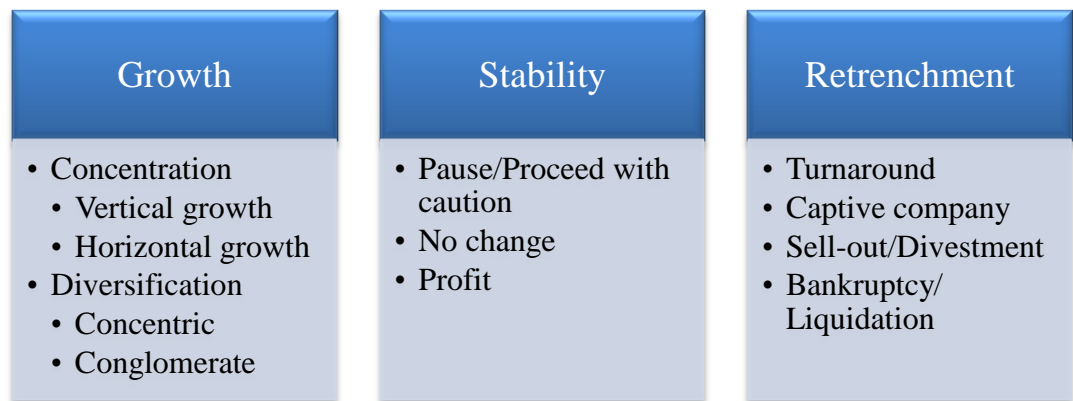 Growth
• Concentration
• Vertical growth
• Horizontal growth
• Diversification
• Concentric
• Conglomerate
Stability
• Pause/Proceed with
caution
• No change
• Profit
Retrenchment
• Turnaround
• Captive company
• Sell-out/Divestment
• Bankruptcy/
Liquidation